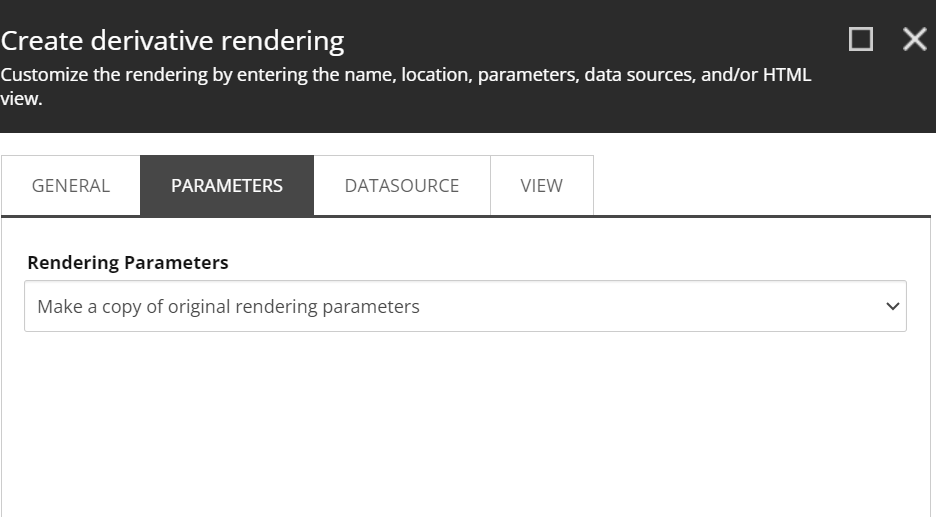 Create derivative rendering
Customize the rendering by entering the name, location, parameters, data sources, and/or HTML
view.
GENERAL PARAMETERS DATASOURCE VIEW
Rendering Parameters
Make a copy of original rendering parameters